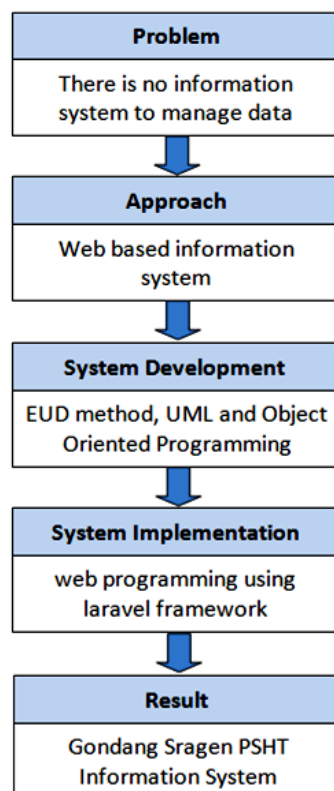 Problem
There is no information
system to manage data
Approach
Web based information
system
System Development
EUD method, UML and Object
Oriented Programming
System Implementation
web programming using
laravel framework
Result
Gondang Sragen PSHT
Information System